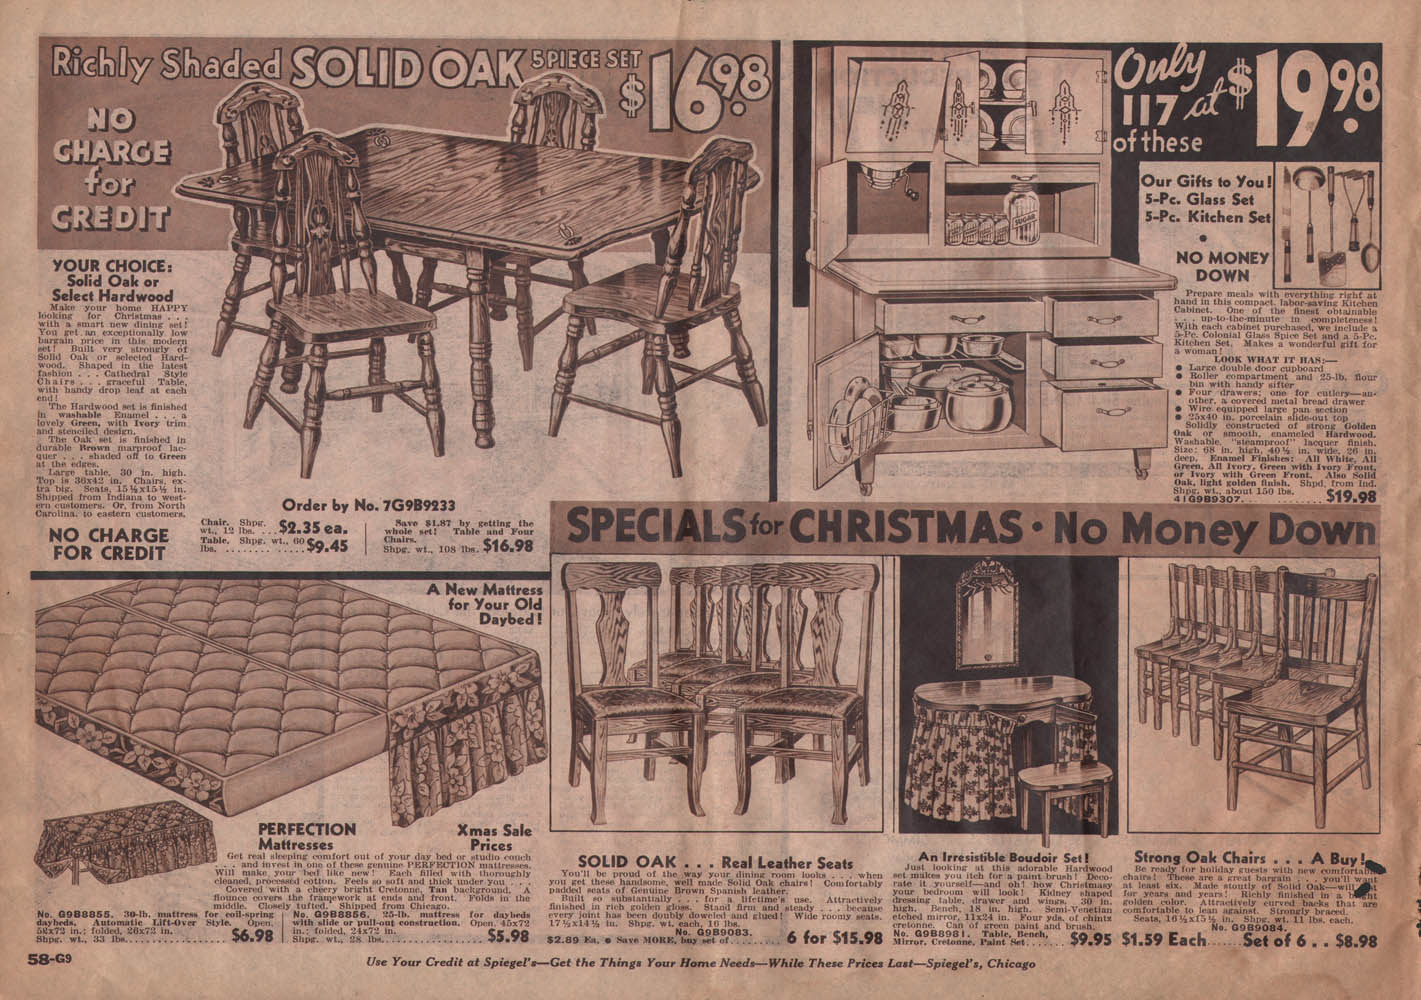 Richly Shaded SOLID OAK 5 PIECE SET $16.98
NO
CHARGE
for
CREDIT
YOUR CHOICE:
Solid Oak or
Select Hardwood
Make your home HAPPY
looking for Christmas . . .
with a smart new dining set!
You get an exceptionally low
bargain price in this modern
set! Built very strongly of
Solid Oak or selected Hard-
wood. Shaped in the latest
fashion . . . Cathedral Style
Chairs . . . graceful Table,
with handy drop leaf at each
end!
The Hardwood set is finished
in washable Enamel . . . a
lovely Green, with Ivory trim
and stenciled design.
The Oak set is finished in
durable Brown marproof lac-
quer . . . shaded off to Green
at the edges.
Large table, 30 in. high.
Top is 36x42 in. Chairs, ex-
tra big. Seats, 15½x15½ in.
Shipped from Indiana to west-
ern customers. Or, from North
Carolina, to eastern customers.
NO CHARGE
FOR CREDIT
Order by No. 7G9B9233
Chair. Shpg.
wt., 12 lbs. . . . $2.35 ea.
Table. Shpg. wt., 60
lbs. . . . . . . . . . $9.45
Save $1.87 by getting the
whole set! Table and Four
Chairs.
Shpg. wt., 108 lbs. $16.98
Only
117 at $19.98
of these
Our Gifts to You!
5-Pc. Glass Set
5-Pc. Kitchen Set
•
NO MONEY
DOWN
SUGAR
Prepare meals with everything right at
hand in this compact, labor-saving Kitchen
Cabinet. One of the finest obtainable
. . . up-to-the-minute in completeness!
With each cabinet purchased, we include a
5-Pc. Colonial Glass Spice Set and a 5-Pc.
Kitchen Set. Makes a wonderful gift for
a woman!
LOOK WHAT IT HAS:—
• Large double door cupboard
• Roller compartment and 25-lb. flour
bin with handy sifter
• Four drawers; one for cutlery—an-
other, a covered metal bread drawer
• Wire equipped large pan section
• 25x40 in. porcelain slide-out top
Solidly constructed of strong Golden
Oak or smooth, enameled Hardwood.
Washable, "steamproof" lacquer finish.
Size: 68 in. high, 40½ in. wide, 26 in.
deep. Enamel Finishes: All White, All
Green, All Ivory, Green with Ivory Front,
or Ivory with Green Front. Also Solid
Oak, light golden finish. Shpd. from Ind.
Shpg. wt., about 150 lbs.
41G9B9307. . . . . . . . . . . . . $19.98
SPECIALS for CHRISTMAS • No Money Down
A New Mattress
for Your Old
Daybed!
PERFECTION
Mattresses
Xmas Sale
Prices
Get real sleeping comfort out of your day bed or studio couch
. . . and invest in one of these genuine PERFECTION mattresses.
Will make your bed like new! Each filled with thoroughly
cleaned, processed cotton. Feels so soft and thick under you . . .
Covered with a cheery bright Cretonne, Tan background. A
flounce covers the framework at ends and front. Folds in the
middle. Closely tufted. Shipped from Chicago.
No. G9B8855. 30-lb. mattress for coil-spring
daybeds. Automatic Lift-Over Style. Open,
52x72 in.; folded, 26x72 in.
Shpg. wt., 33 lbs. . . . . . . . . . $6.98
No. G9B8856. 25-lb. mattress for daybeds
with slide or pull-out construction. Open, 45x72
in.; folded, 24x72 in.
Shpg. wt., 28 lbs. . . . . . . . . . $5.98
SOLID OAK . . . Real Leather Seats
You'll be proud of the way your dining room looks . . . when
you get these handsome, well made Solid Oak chairs! Comfortably
padded seats of Genuine Brown Spanish leather.
Built so substantially . . . for a lifetime's use. Attractively
finished in rich golden gloss. Stand firm and steady . . . because
every joint has been doubly doweled and glued! Wide roomy seats.
17½x14½ in. Shpg. wt. each, 16 lbs.
No. G9B9083.
$2.89 Ea. • Save MORE, buy set of. . . . . . . . . 6 for $15.98
An Irresistible Boudoir Set!
Just looking at this adorable Hardwood
set makes you itch for a paint-brush! Deco-
rate it yourself—and oh! how Christmasy
your bedroom will look! Kidney shaped
dressing table, drawer and wings, 30 in.
high. Bench, 18 in. high. Semi-Venetian
etched mirror, 11x24 in. Four yds. of chintz
cretonne. Can of green paint and brush.
No. G9B8981. Table, Bench,
Mirror, Cretonne, Paint Set. . . . . . . $9.95
Strong Oak Chairs . . . A Buy!
Be ready for holiday guests with new comfortable
chairs! These are a great bargain . . . you'll want
at least six. Made stoutly of Solid Oak—will last
for years and years! Richly finished in a bright
golden color. Attractively curved backs that are
comfortable to lean against. Strongly braced.
Seats, 16½x15½ in. Shpg. wt. 11 lbs. each.
No. G9B9084.
$1.59 Each. . . . . . Set of 6 . . $8.98
58-G9
Use Your Credit at Spiegel's—Get the Things Your Home Needs—While These Prices Last—Spiegel's, Chicago